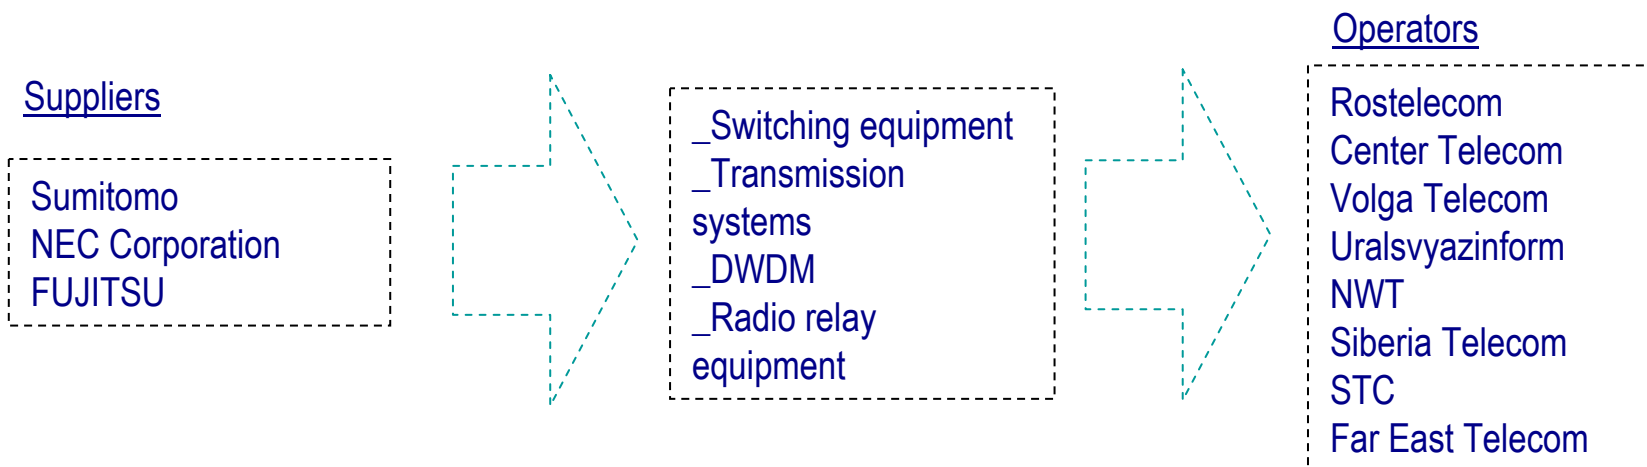 Suppliers
Sumitomo
NEC Corporation
FUJITSU
_Switching equipment
_Transmission
systems
_DWDM
_Radio relay
equipment
Operators
Rostelecom
Center Telecom
Volga Telecom
Uralsvyazinform
NWT
Siberia Telecom
STC
Far East Telecom